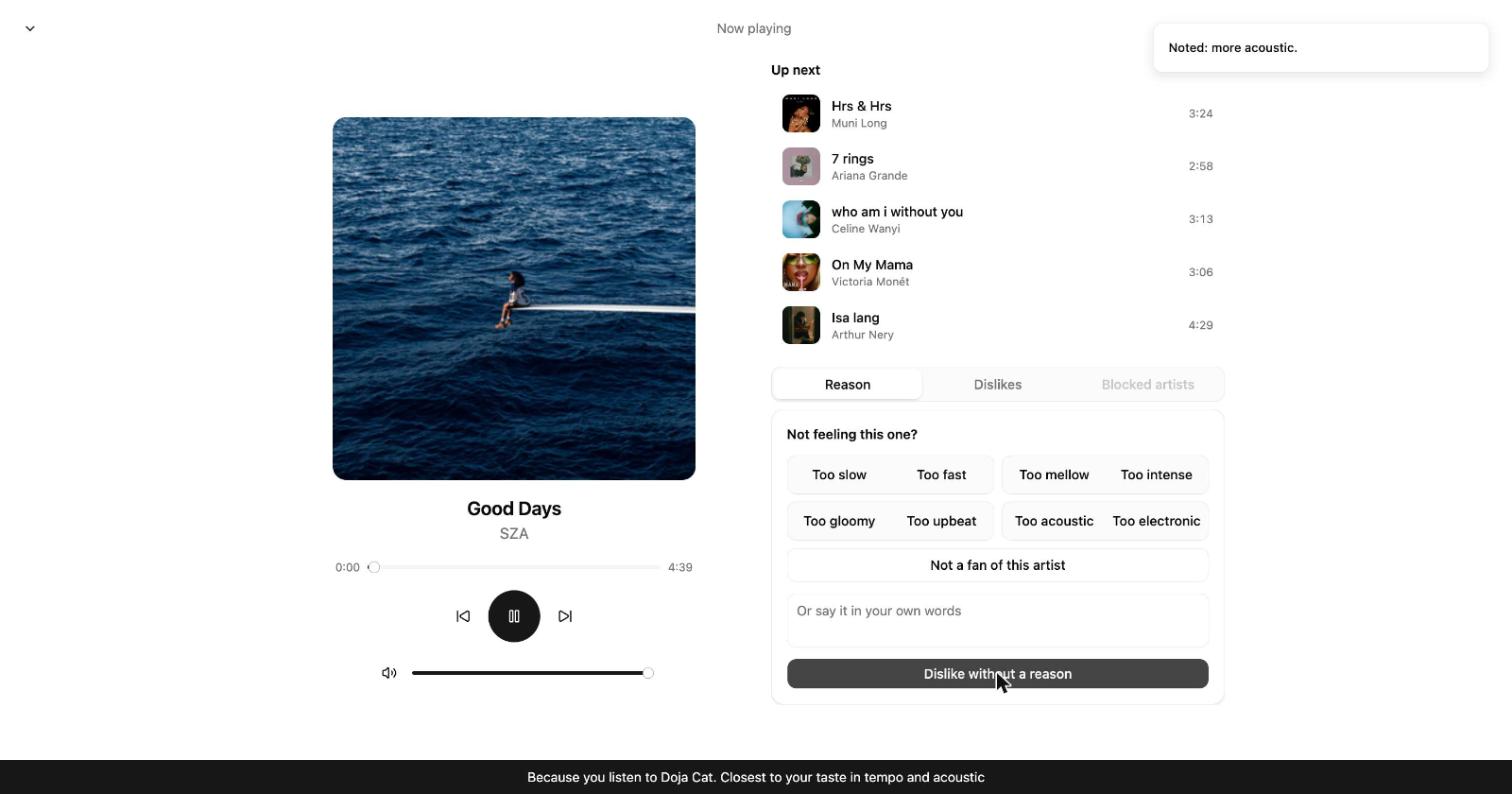 Now playing
Noted: more acoustic.
Up next
Hrs & Hrs
Muni Long
3:24
7 rings
Ariana Grande
2:58
who am i without you
Celine Wanyi
3:13
On My Mama
Victoria Monét
3:06
Isa lang
Arthur Nery
4:29
Good Days
SZA
0:00
4:39
Reason
Dislikes
Blocked artists
Not feeling this one?
Too slow
Too fast
Too mellow
Too intense
Too gloomy
Too upbeat
Too acoustic
Too electronic
Not a fan of this artist
Or say it in your own words
Dislike without a reason
Because you listen to Doja Cat. Closest to your taste in tempo and acoustic